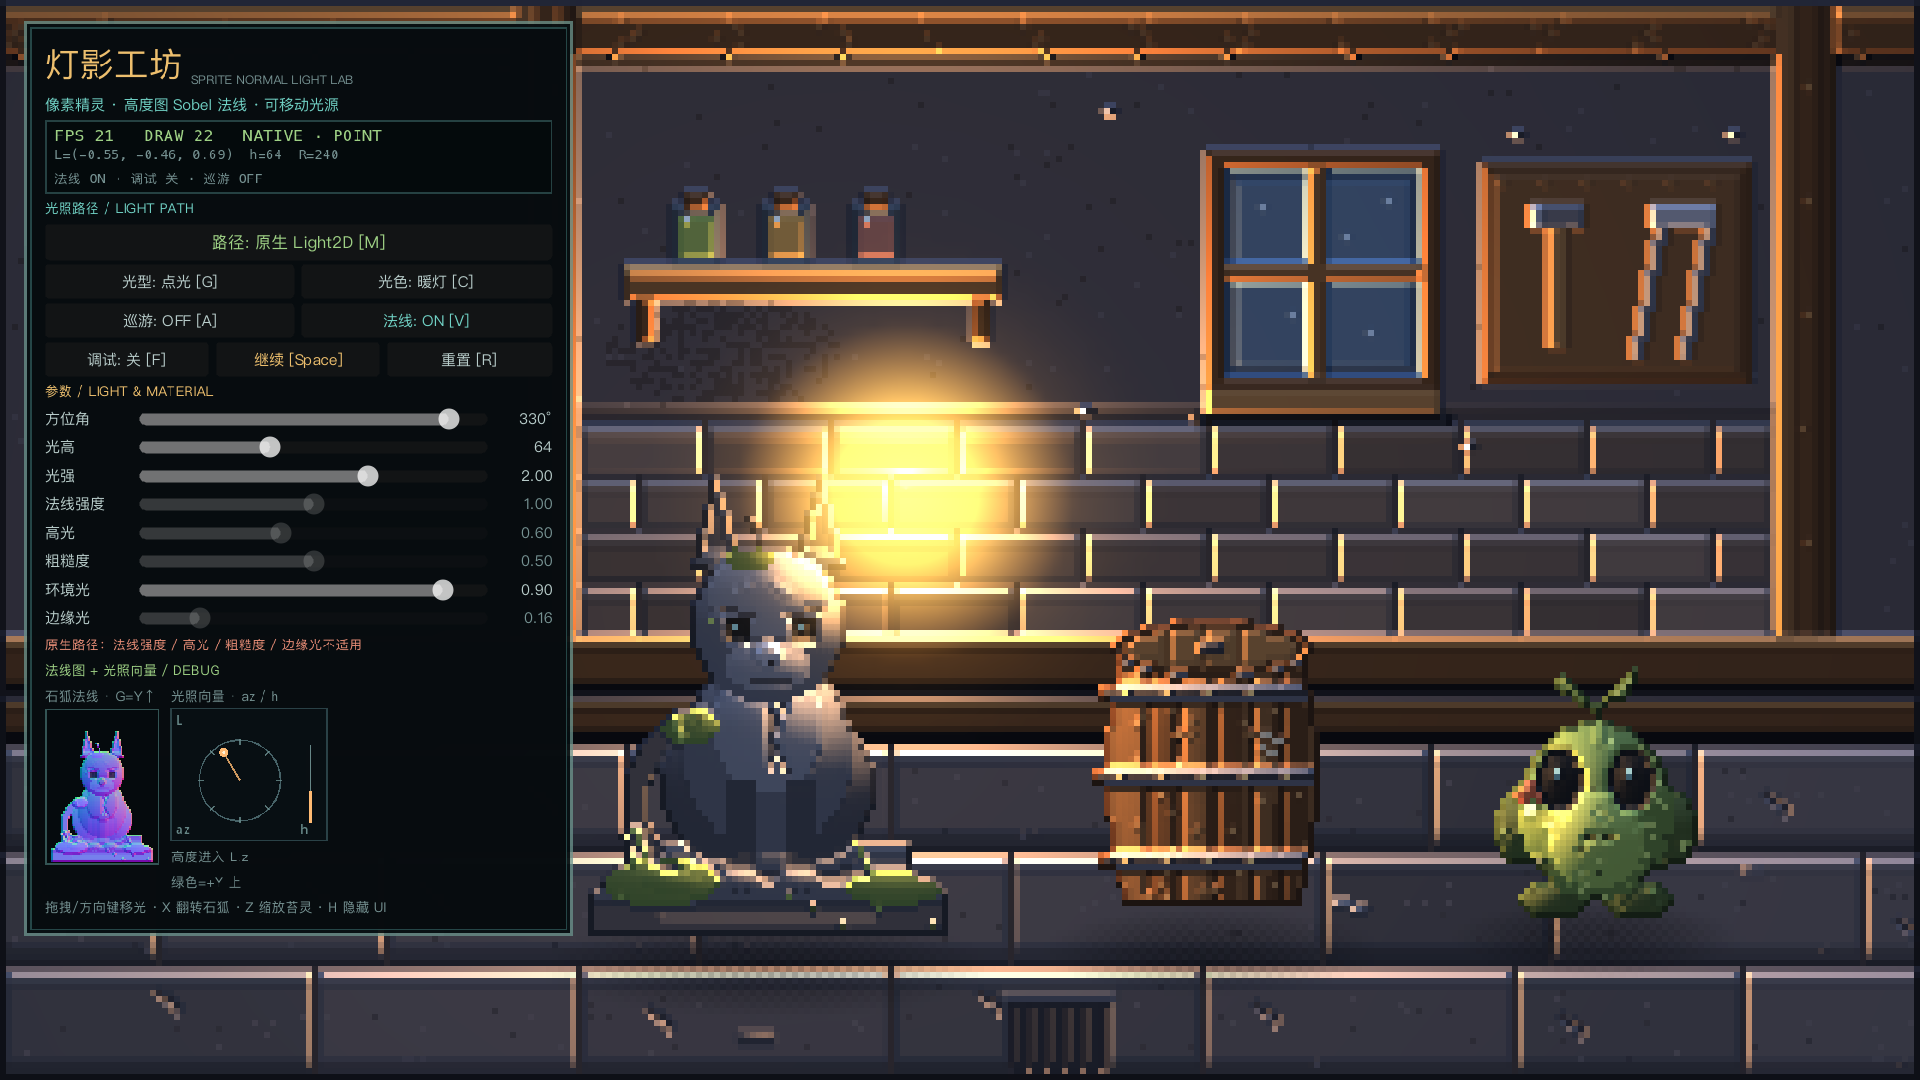 灯影工坊 SPRITE NORMAL LIGHT LAB
像素精灵 · 高度图 Sobel 法线 · 可移动光源
FPS 21 DRAW 22 NATIVE · POINT
L=(-0.55, -0.46, 0.69) h=64 R=240
法线 ON · 调试 关 · 巡游 OFF
光照路径 / LIGHT PATH
路径: 原生 Light2D [M]
光型: 点光 [G] 光色: 暖灯 [C]
巡游: OFF [A] 法线: ON [V]
调试: 关 [F] 继续 [Space] 重置 [R]
参数 / LIGHT & MATERIAL
方位角 330°
光高 64
光强 2.00
法线强度 1.00
高光 0.60
粗糙度 0.50
环境光 0.90
边缘光 0.16
原生路径: 法线强度 / 高光 / 粗糙度 / 边缘光不适用
法线图 + 光照向量 / DEBUG
石狐法线 · G=Y↑ 光照向量 · az / h
L
az h
高度进入 L.z
绿色=+Y 上
拖拽/方向键移光 · X 翻转石狐 · Z 缩放苔灵 · H 隐藏 UI